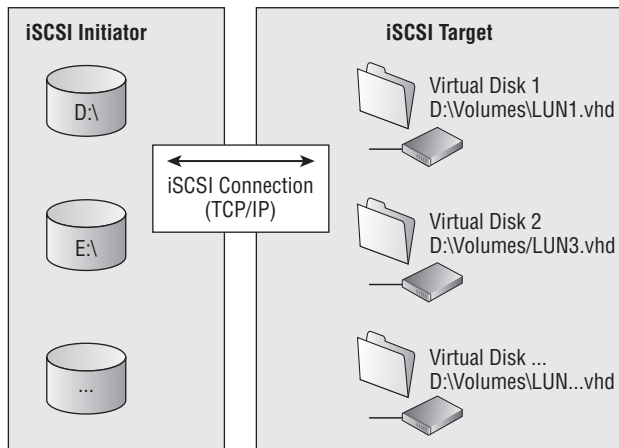 iSCSI Initiator
D:\
E:\
...
iSCSI Connection
(TCP/IP)
iSCSI Target
Virtual Disk 1
D:\Volumes\LUN1.vhd
Virtual Disk 2
D:\Volumes/LUN3.vhd
Virtual Disk ...
D:\Volumes\LUN...vhd